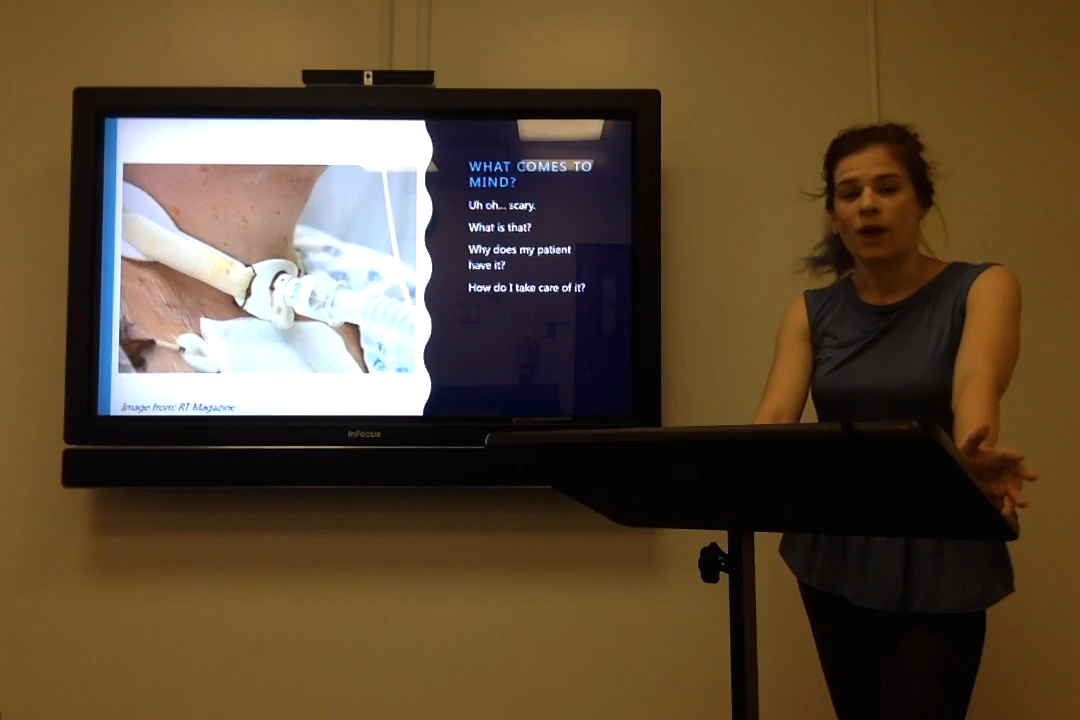 WHAT COMES TO
MIND?
Uh oh... scary.
What is that?
Why does my patient
have it?
How do I take care of it?
Image from: RT Magazine
InFocus